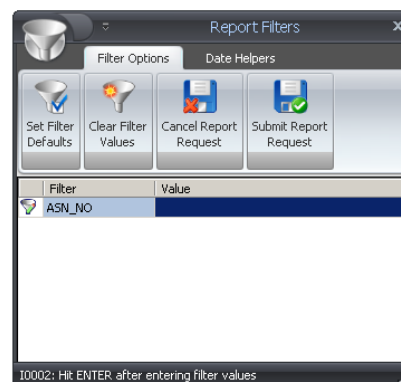 Report Filters
Filter Options Date Helpers
Set Filter Defaults
Clear Filter Values
Cancel Report Request
Submit Report Request
Filter Value
ASN_NO
I0002: Hit ENTER after entering filter values